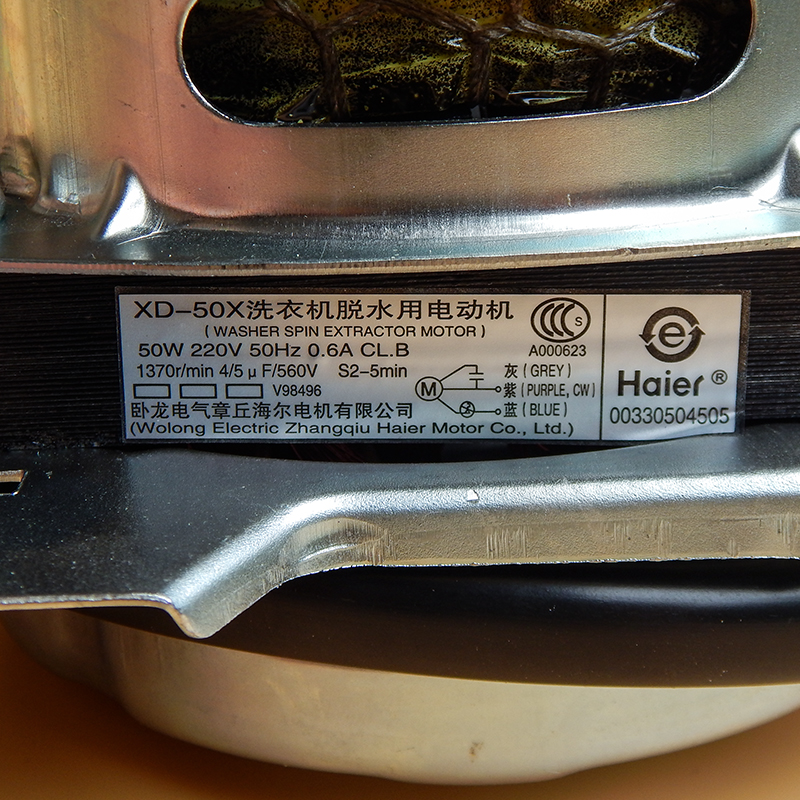 XD-50X洗衣机脱水用电动机
(WASHER SPIN EXTRACTOR MOTOR)
50W 220V 50Hz 0.6A CL.B
1370r/min 4/5μF/560V S2-5min
V98496
卧龙电气章丘海尔电机有限公司
(Wolong Electric Zhangqiu Haier Motor Co., Ltd.)
CCC S
A000623
M
灰(GREY)
紫(PURPLE, CW)
蓝(BLUE)
e
Haier®
00330504505